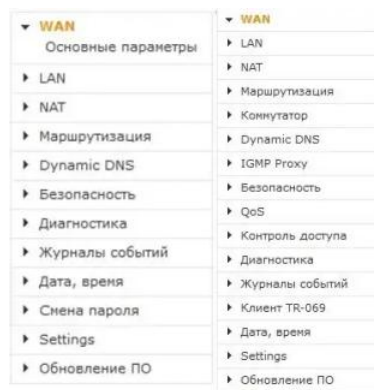 WAN
Основные параметры
LAN
NAT
Маршрутизация
Dynamic DNS
Безопасность
Диагностика
Журналы событий
Дата, время
Смена пароля
Settings
Обновление ПО
WAN
LAN
NAT
Маршрутизация
Коммутатор
Dynamic DNS
IGMP Proxy
Безопасность
QoS
Контроль доступа
Диагностика
Журналы событий
Клиент TR-069
Дата, время
Settings
Обновление ПО